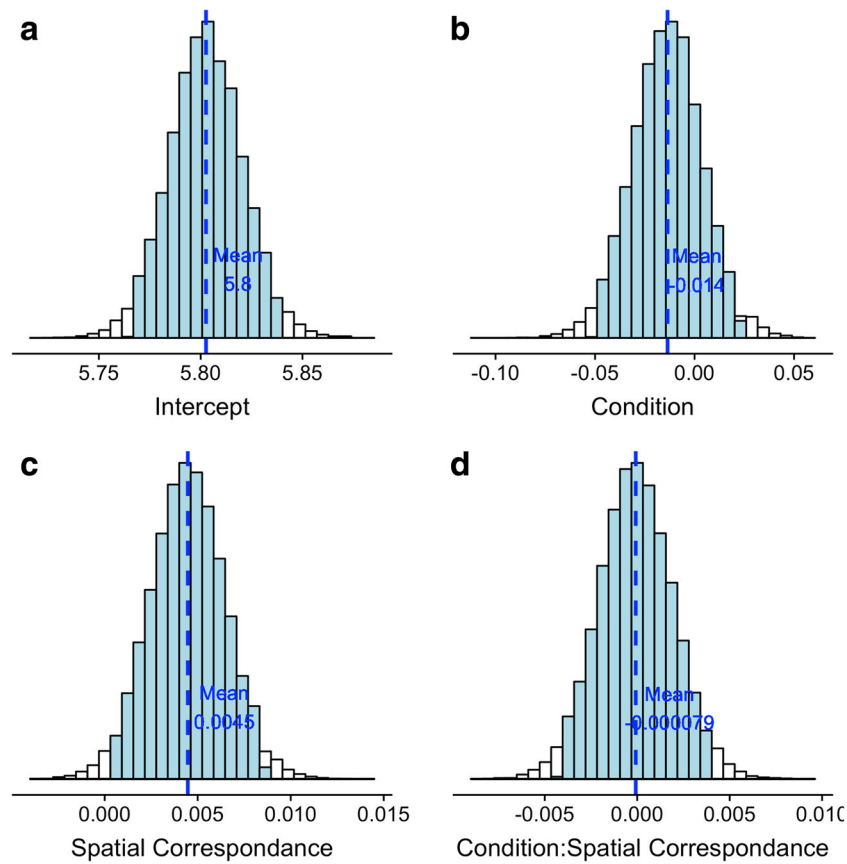 a
b
Mean
5.8
Mean
-0.014
5.75 5.80 5.85
-0.10 -0.05 0.00 0.05
Intercept
Condition
c
d
Mean
0.0045
Mean
-0.000079
0.000 0.005 0.010 0.015
-0.005 0.000 0.005 0.010
Spatial Correspondance
Condition:Spatial Correspondance